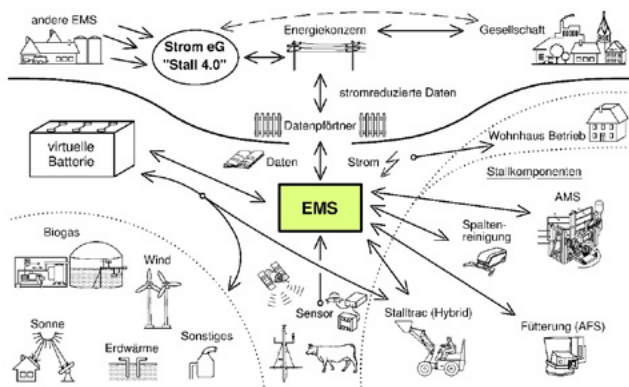 andere EMS
Strom eG
"Stall 4.0"
Energiekonzern
Gesellschaft
stromreduzierte Daten
Datenpförtner
Wohnhaus Betrieb
virtuelle
Batterie
Daten
Strom
Stallkomponenten
EMS
AMS
Spalten-
reinigung
Biogas
Wind
Sensor
Stalltrac (Hybrid)
Fütterung (AFS)
Sonne
Erdwärme
Sonstiges